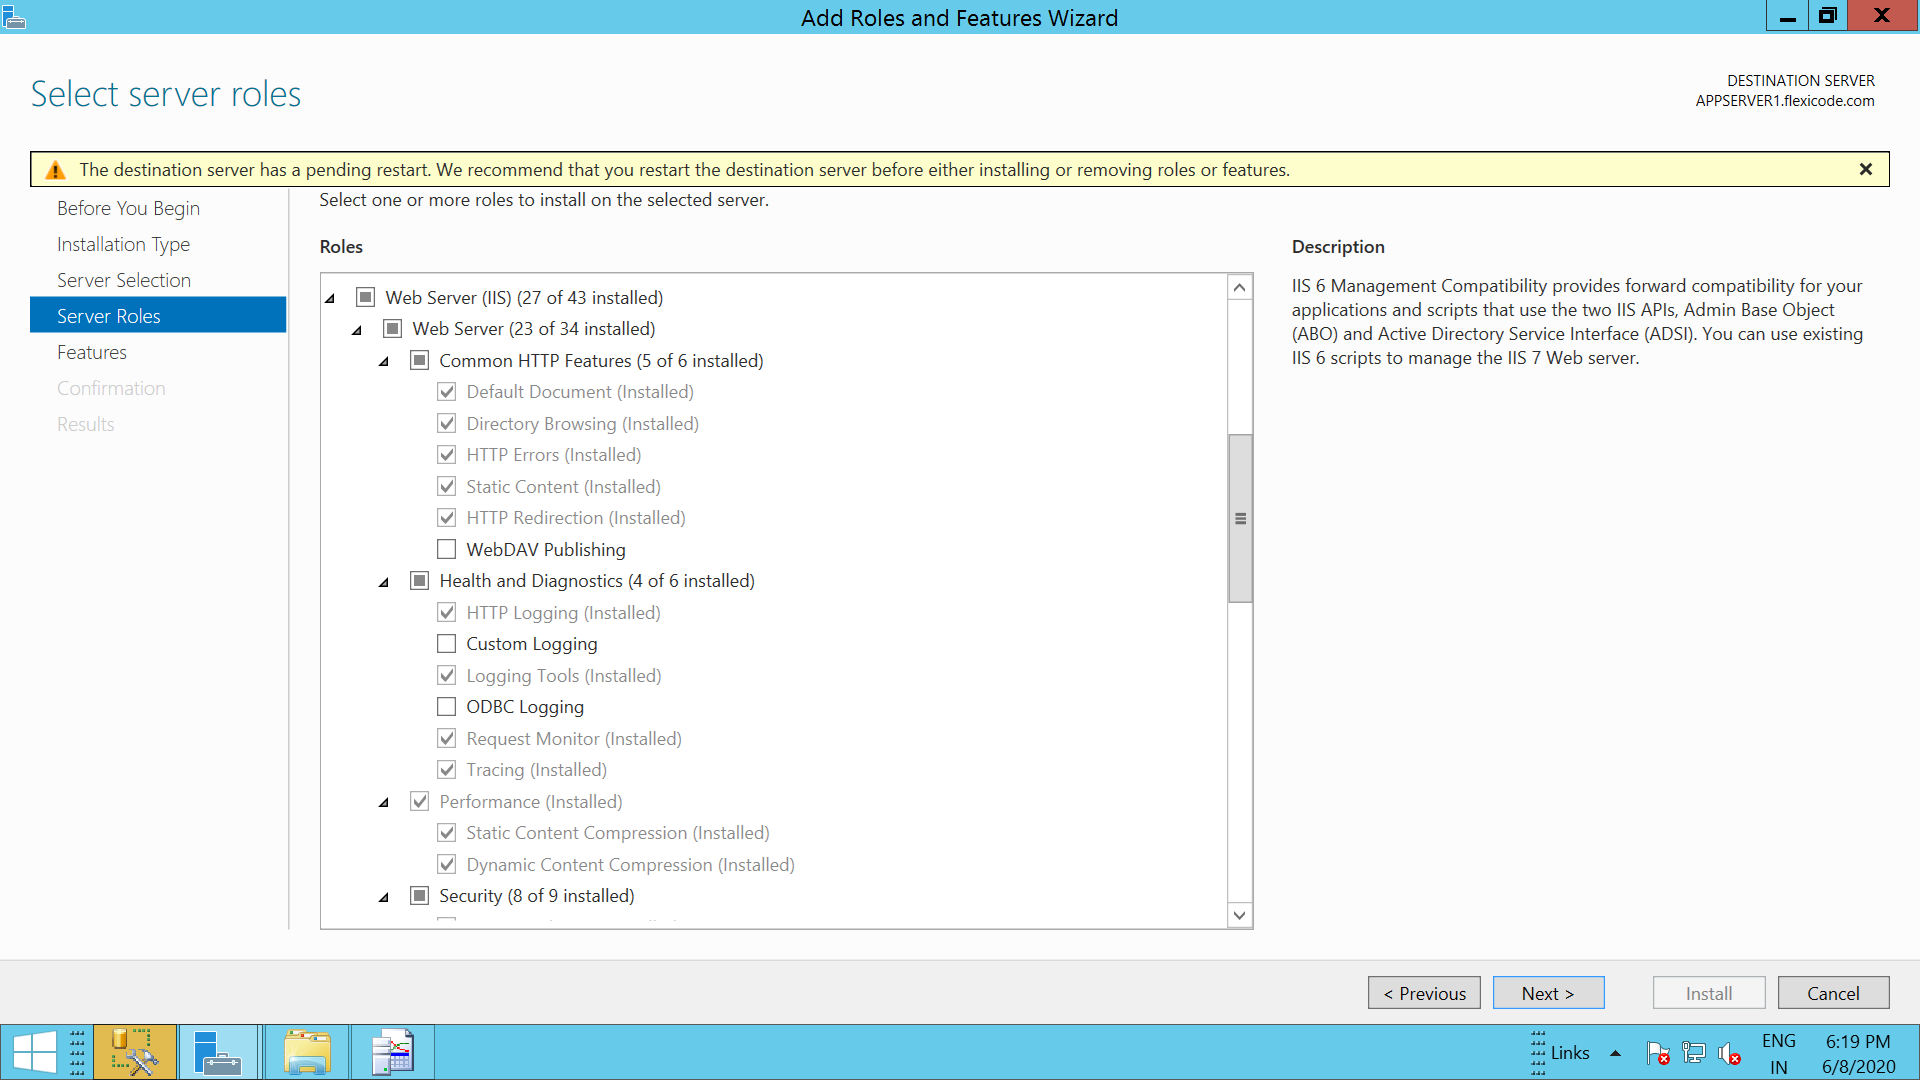 Add Roles and Features Wizard
Select server roles
DESTINATION SERVER
APPSERVER1.flexicode.com
The destination server has a pending restart. We recommend that you restart the destination server before either installing or removing roles or features.
Before You Begin
Installation Type
Server Selection
Server Roles
Features
Confirmation
Results
Select one or more roles to install on the selected server.
Roles
Web Server (IIS) (27 of 43 installed)
Web Server (23 of 34 installed)
Common HTTP Features (5 of 6 installed)
Default Document (Installed)
Directory Browsing (Installed)
HTTP Errors (Installed)
Static Content (Installed)
HTTP Redirection (Installed)
WebDAV Publishing
Health and Diagnostics (4 of 6 installed)
HTTP Logging (Installed)
Custom Logging
Logging Tools (Installed)
ODBC Logging
Request Monitor (Installed)
Tracing (Installed)
Performance (Installed)
Static Content Compression (Installed)
Dynamic Content Compression (Installed)
Security (8 of 9 installed)
Description
IIS 6 Management Compatibility provides forward compatibility for your
applications and scripts that use the two IIS APIs, Admin Base Object
(ABO) and Active Directory Service Interface (ADSI). You can use existing
IIS 6 scripts to manage the IIS 7 Web server.
< Previous
Next >
Install
Cancel
Links
ENG
IN
6:19 PM
6/8/2020